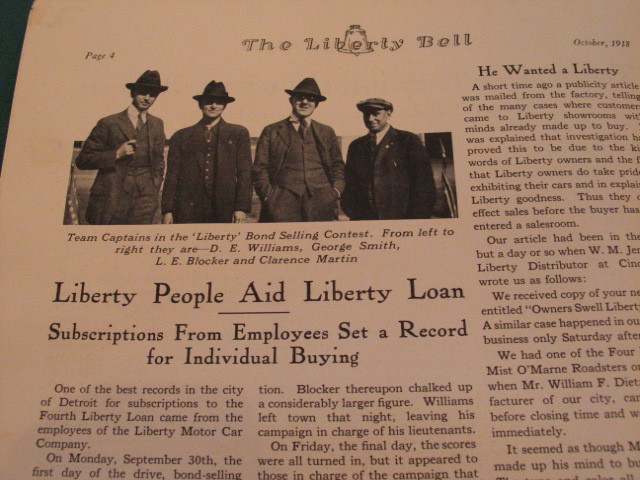 Page 4
The Liberty Bell
October, 1918
Team Captains in the 'Liberty' Bond Selling Contest. From left to
right they are—D. E. Williams, George Smith,
L. E. Blocker and Clarence Martin
Liberty People Aid Liberty Loan
Subscriptions From Employees Set a Record
for Individual Buying
One of the best records in the city
of Detroit for subscriptions to the
Fourth Liberty Loan came from the
employees of the Liberty Motor Car
Company.
On Monday, September 30th, the
first day of the drive, bond-selling
tion. Blocker thereupon chalked up
a considerably larger figure. Williams
left town that night, leaving his
campaign in charge of his lieutenants.
On Friday, the final day, the scores
were all turned in, but it appeared to
those in charge of the campaign that
He Wanted a Liberty
A short time ago a publicity article
was mailed from the factory, telling
of the many cases where customer
came to Liberty showrooms with
minds already made up to buy.
was explained that investigation h
proved this to be due to the ki
words of Liberty owners and the f
that Liberty owners do take prid
exhibiting their cars and in explai
Liberty goodness. Thus they
effect sales before the buyer has
entered a salesroom.
Our article had been in the
but a day or so when W. M. Je
Liberty Distributor at Cinc
wrote us as follows:
We received copy of your ne
entitled "Owners Swell Libert
A similar case happened in ou
business only Saturday after
We had one of the Four
Mist O'Marne Roadsters o
when Mr. William F. Diet
facturer of our city, ca
before closing time and w
immediately.
It seemed as though M
made up his mind to bu